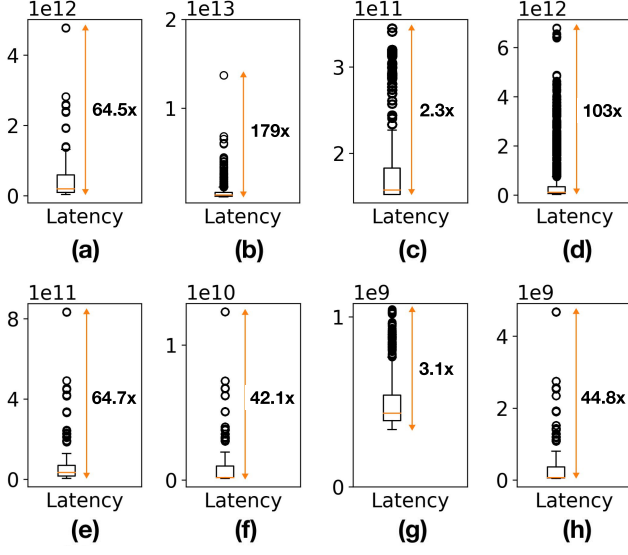 1e12
4
2
0
64.5x
Latency
(a)
1e13
2
1
179x
Latency
(b)
1e11
3
2
2.3x
Latency
(c)
1e12
6
4
2
0
103x
Latency
(d)
1e11
8
4
0
64.7x
Latency
(e)
1e10
1
0
42.1x
Latency
(f)
1e9
1
0
3.1x
Latency
(g)
1e9
4
2
0
44.8x
Latency
(h)